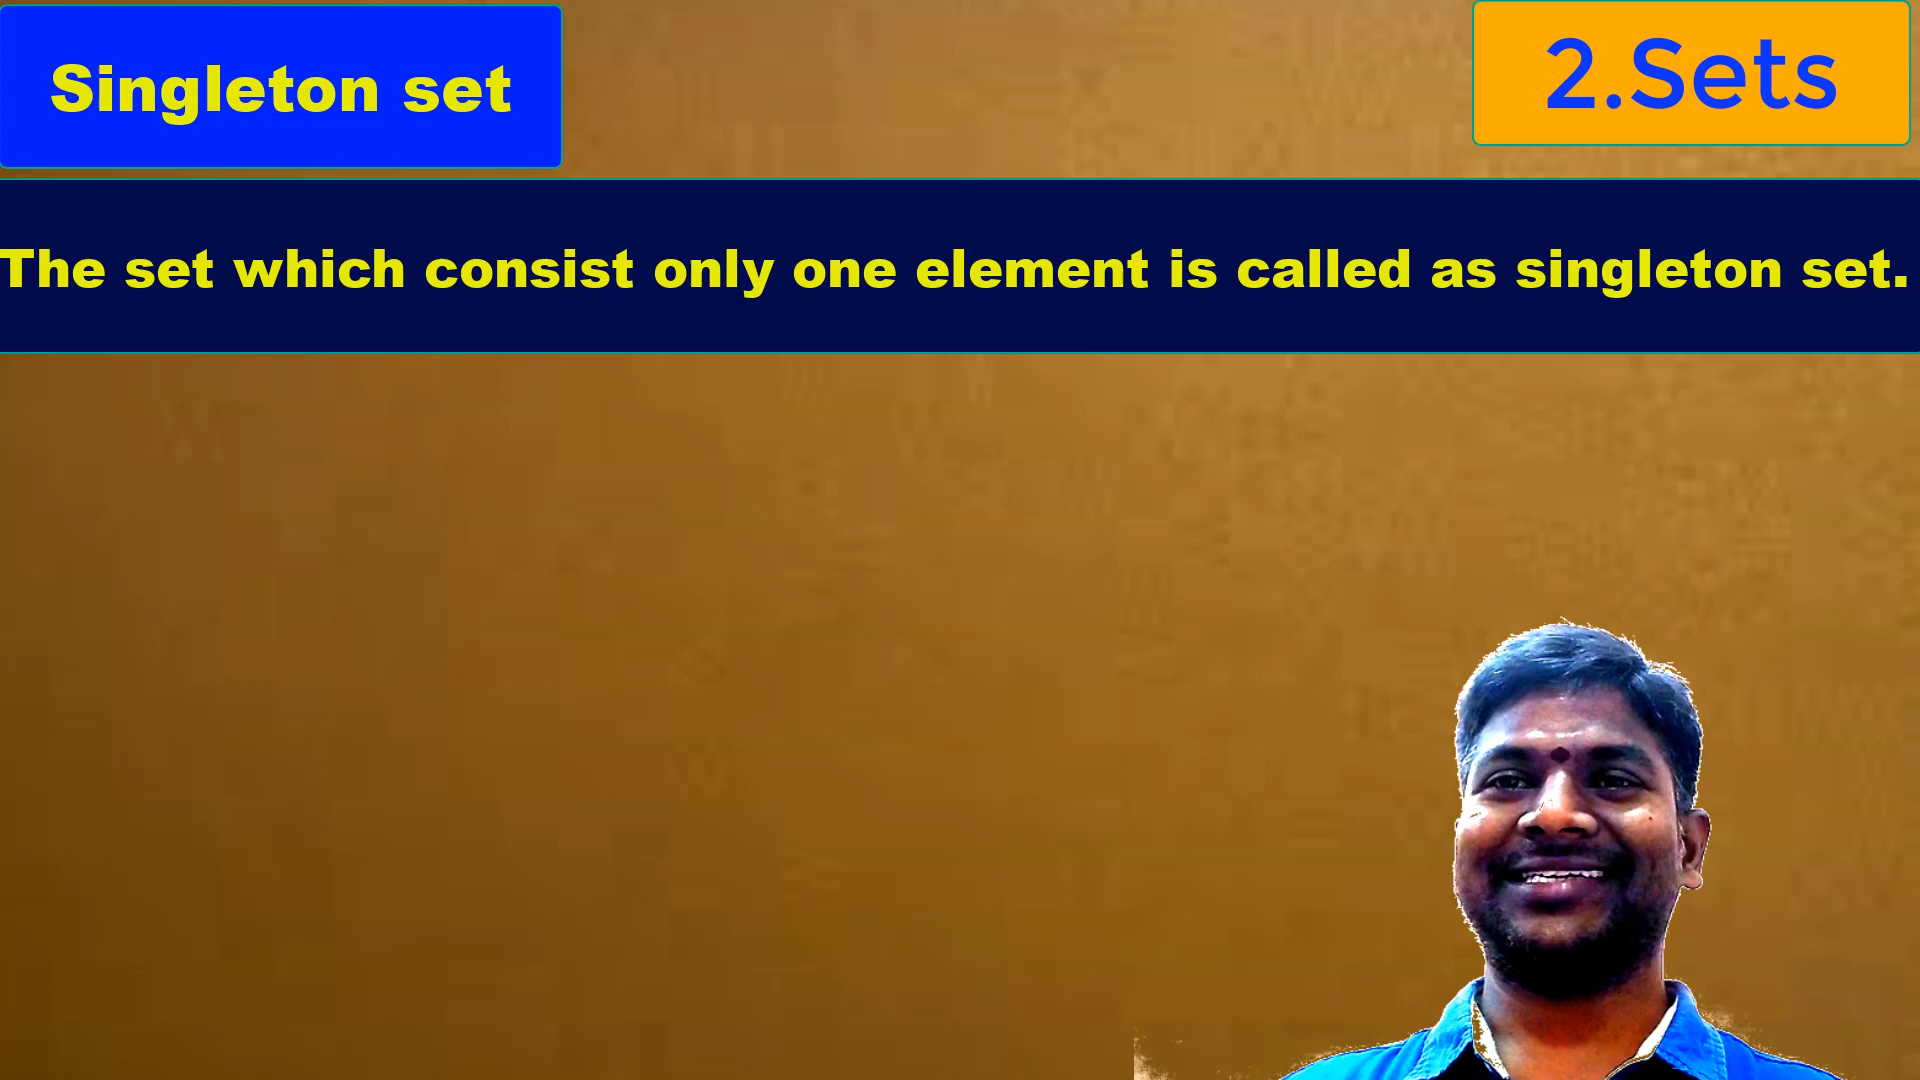 Singleton set
2.Sets
The set which consist only one element is called as singleton set.